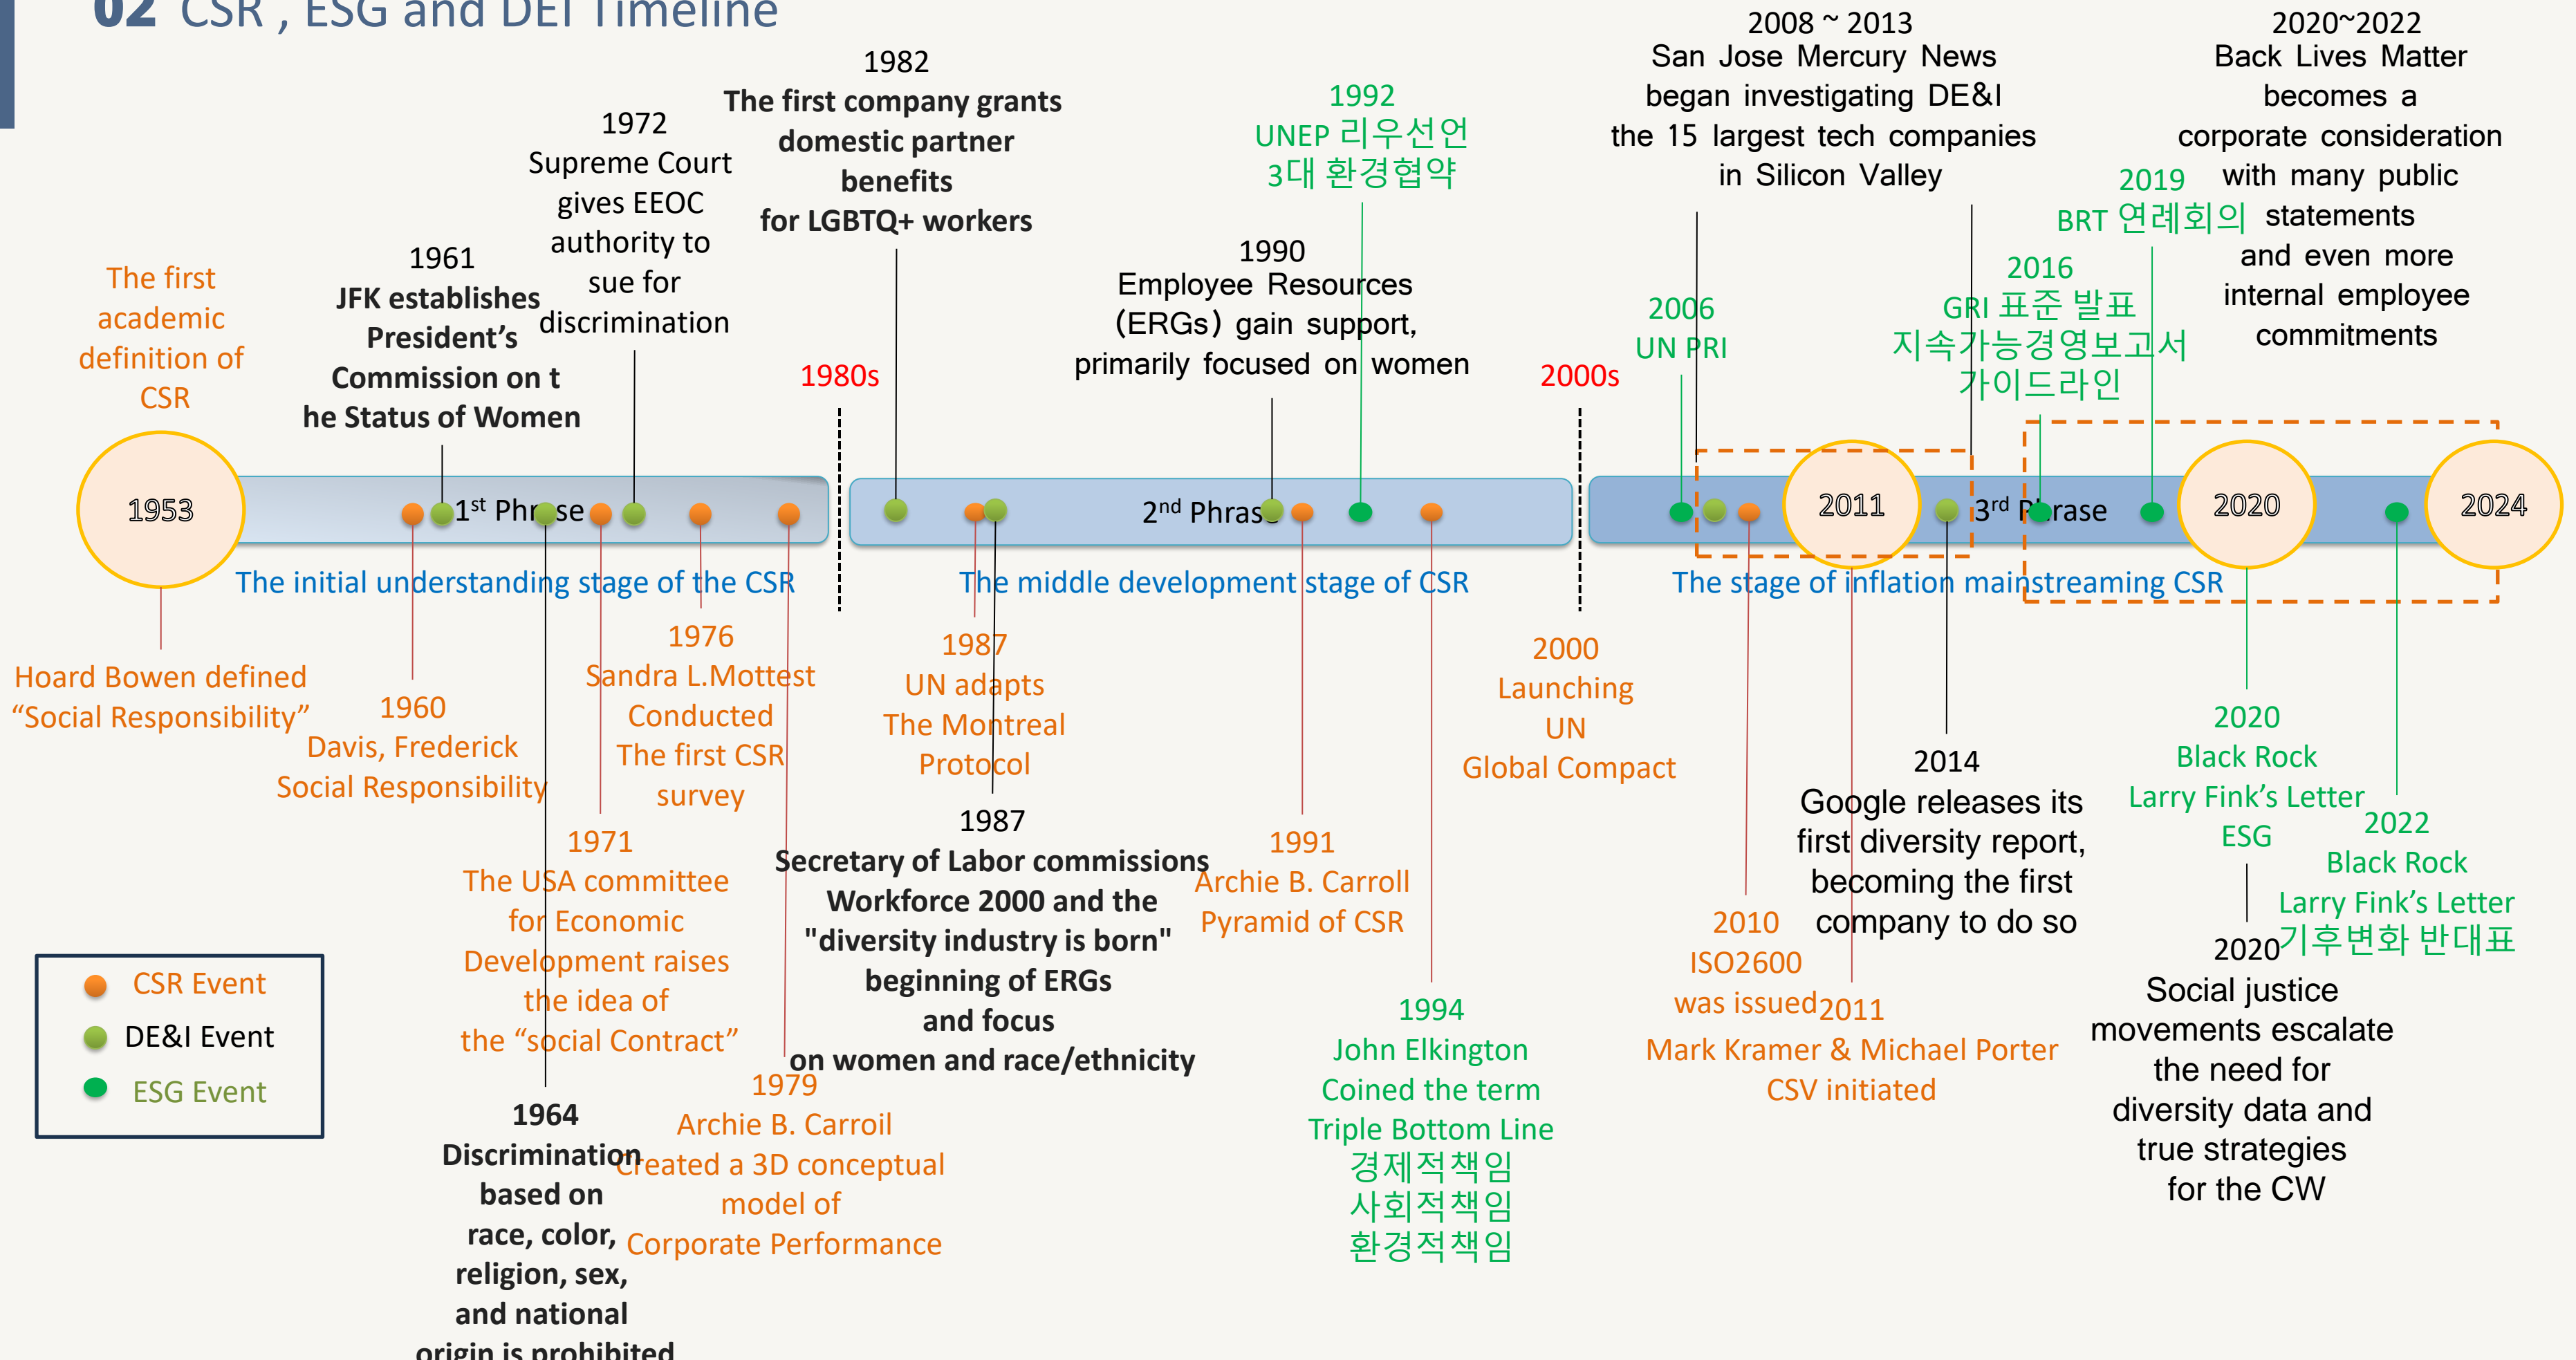 02 CSR , ESG and DEI Timeline
The first
academic
definition of
CSR
1961
JFK establishes
President’s
Commission on t
he Status of Women
1972
Supreme Court
gives EEOC
authority to
sue for
discrimination
1982
The first company grants
domestic partner
benefits
for LGBTQ+ workers
1980s
1990
Employee Resources
(ERGs) gain support,
primarily focused on women
1992
UNEP 리우선언
3대 환경협약
2000s
2006
UN PRI
2008 ~ 2013
San Jose Mercury News
began investigating DE&I
the 15 largest tech companies
in Silicon Valley
2016
GRI 표준 발표
지속가능경영보고서
가이드라인
2019
BRT 연례회의
2020~2022
Back Lives Matter
becomes a
corporate consideration
with many public
statements
and even more
internal employee
commitments
1953
1st Phrase
2nd Phrase
2011
3rd Phrase
2020
2024
The initial understanding stage of the CSR
The middle development stage of CSR
The stage of inflation mainstreaming CSR
Hoard Bowen defined
“Social Responsibility”
1960
Davis, Frederick
Social Responsibility
1964
Discrimination
based on
race, color,
religion, sex,
and national
origin is prohibited
1971
The USA committee
for Economic
Development raises
the idea of
the “social Contract”
1976
Sandra L.Mottest
Conducted
The first CSR
survey
1979
Archie B. Carroil
Created a 3D conceptual
model of
Corporate Performance
1987
UN adapts
The Montreal
Protocol
1987
Secretary of Labor commissions
Workforce 2000 and the
"diversity industry is born"
beginning of ERGs
and focus
on women and race/ethnicity
1991
Archie B. Carroll
Pyramid of CSR
1994
John Elkington
Coined the term
Triple Bottom Line
경제적책임
사회적책임
환경적책임
2000
Launching
UN
Global Compact
2010
ISO2600
was issued
2011
Mark Kramer & Michael Porter
CSV initiated
2014
Google releases its
first diversity report,
becoming the first
company to do so
2020
Black Rock
Larry Fink’s Letter
ESG
2020
Social justice
movements escalate
the need for
diversity data and
true strategies
for the CW
2022
Black Rock
Larry Fink’s Letter
기후변화 반대표
CSR Event
DE&I Event
ESG Event